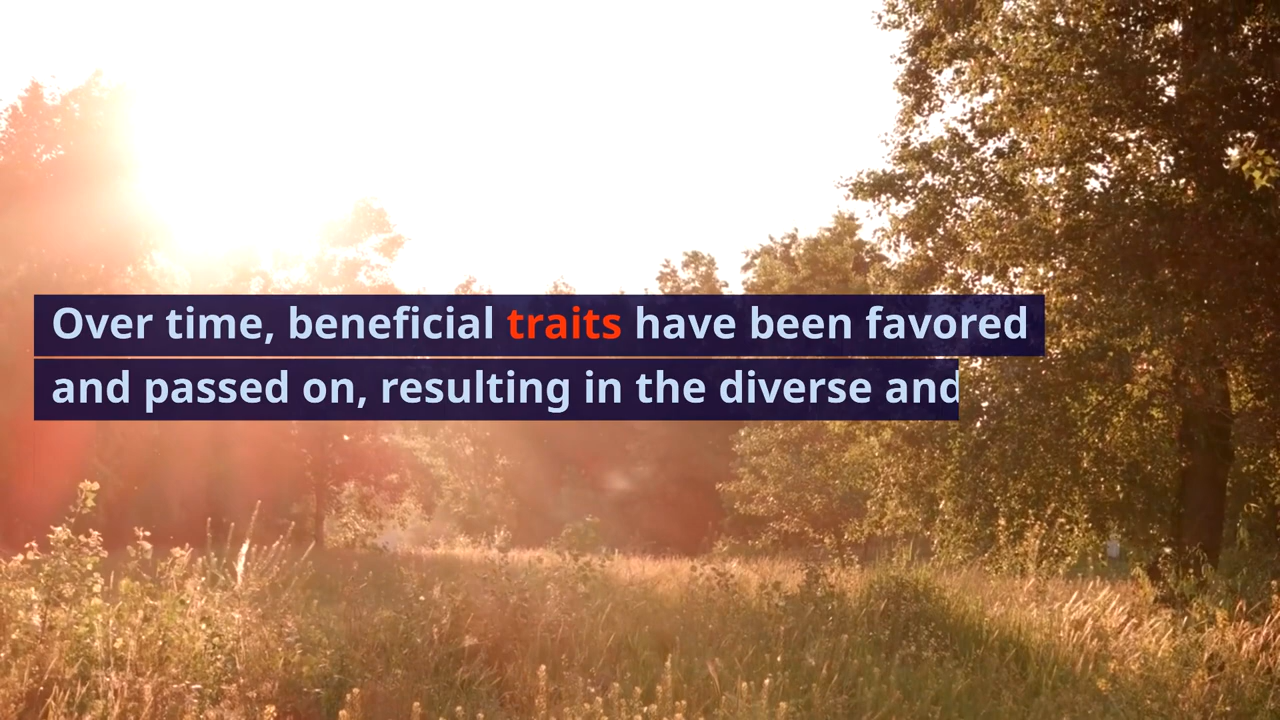 Over time, beneficial traits have been favored
and passed on, resulting in the diverse and